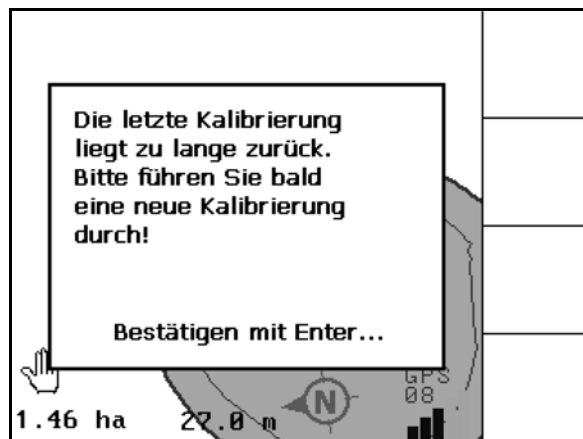 Die letzte Kalibrierung
liegt zu lange zurück.
Bitte führen Sie bald
eine neue Kalibrierung
durch!
Bestätigen mit Enter...
GPS
08
N
1.46 ha 27.0 m